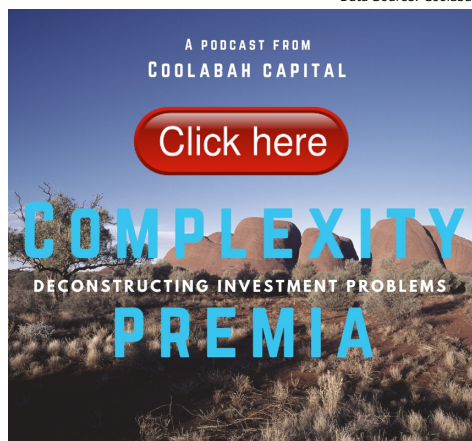 A PODCAST FROM
COOLABAH CAPITAL
Click here
COMPLEXITY
DECONSTRUCTING INVESTMENT PROBLEMS
PREMIA